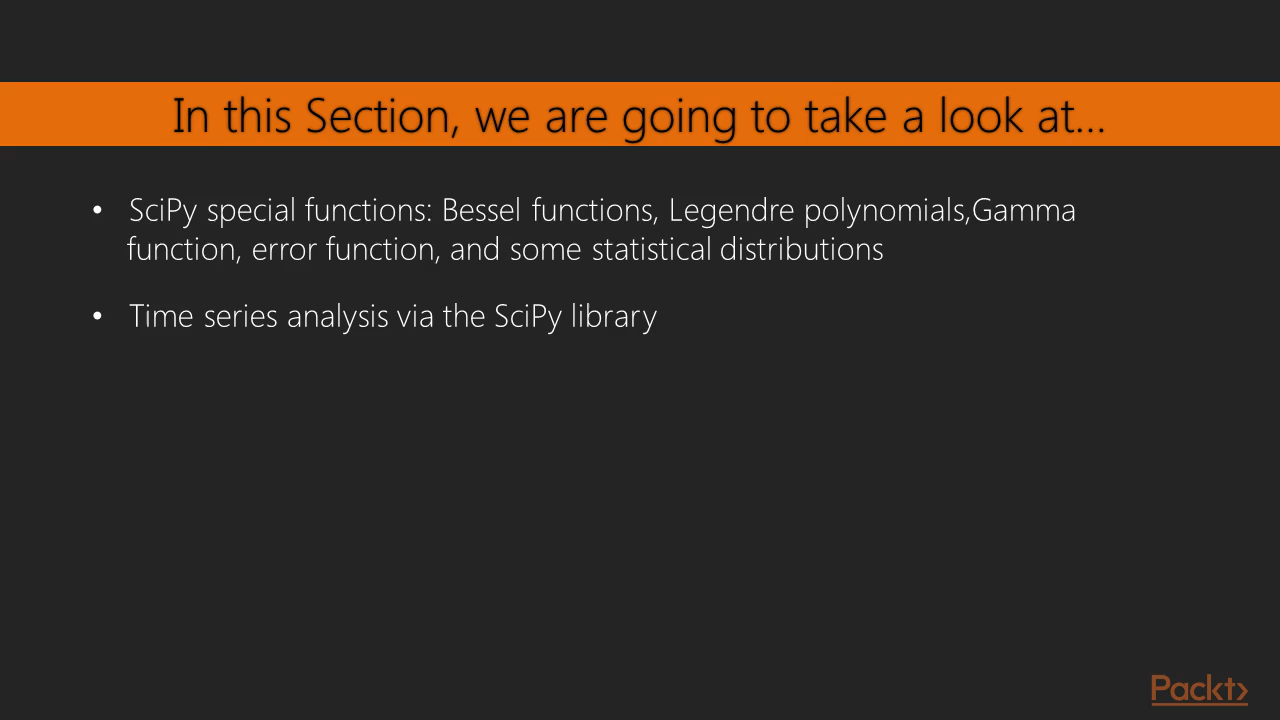 In this Section, we are going to take a look at...
• SciPy special functions: Bessel functions, Legendre polynomials,Gamma
function, error function, and some statistical distributions
• Time series analysis via the SciPy library
Packt>